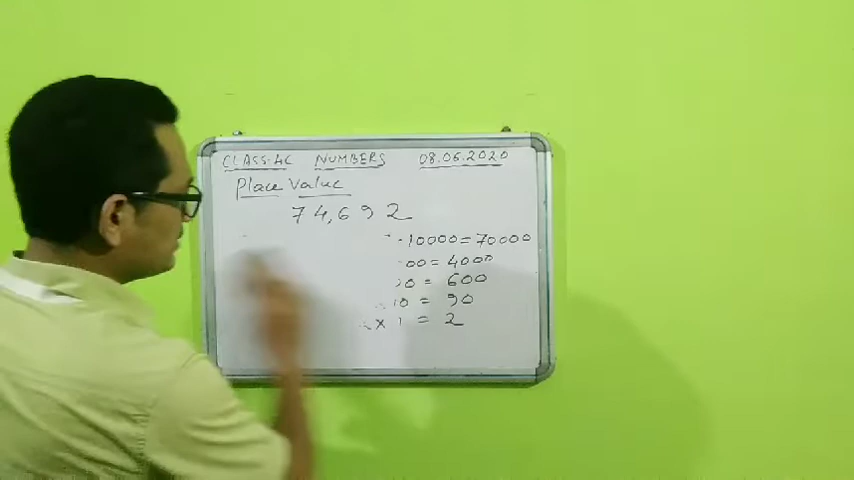 CLASS-4C NUMBERS 08.06.2020
Place Value
74,692
10000=70000
00 = 4000
0 = 600
10 = 90
x 1 = 2